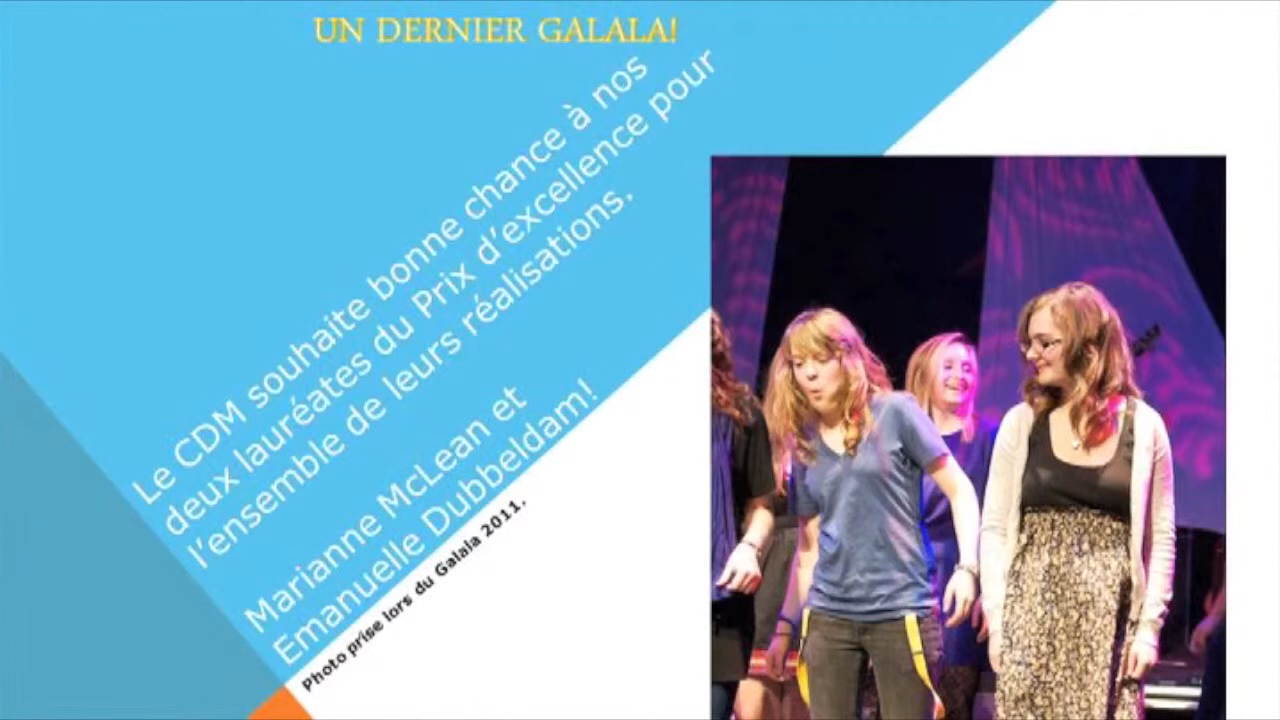 UN DERNIER GALALA!
Le CDM souhaite bonne chance à nos
deux lauréates du Prix d'excellence pour
l'ensemble de leurs réalisations.
Marianne McLean et
Emanuelle Dubbeldam!
Photo prise lors du Galala 2011.